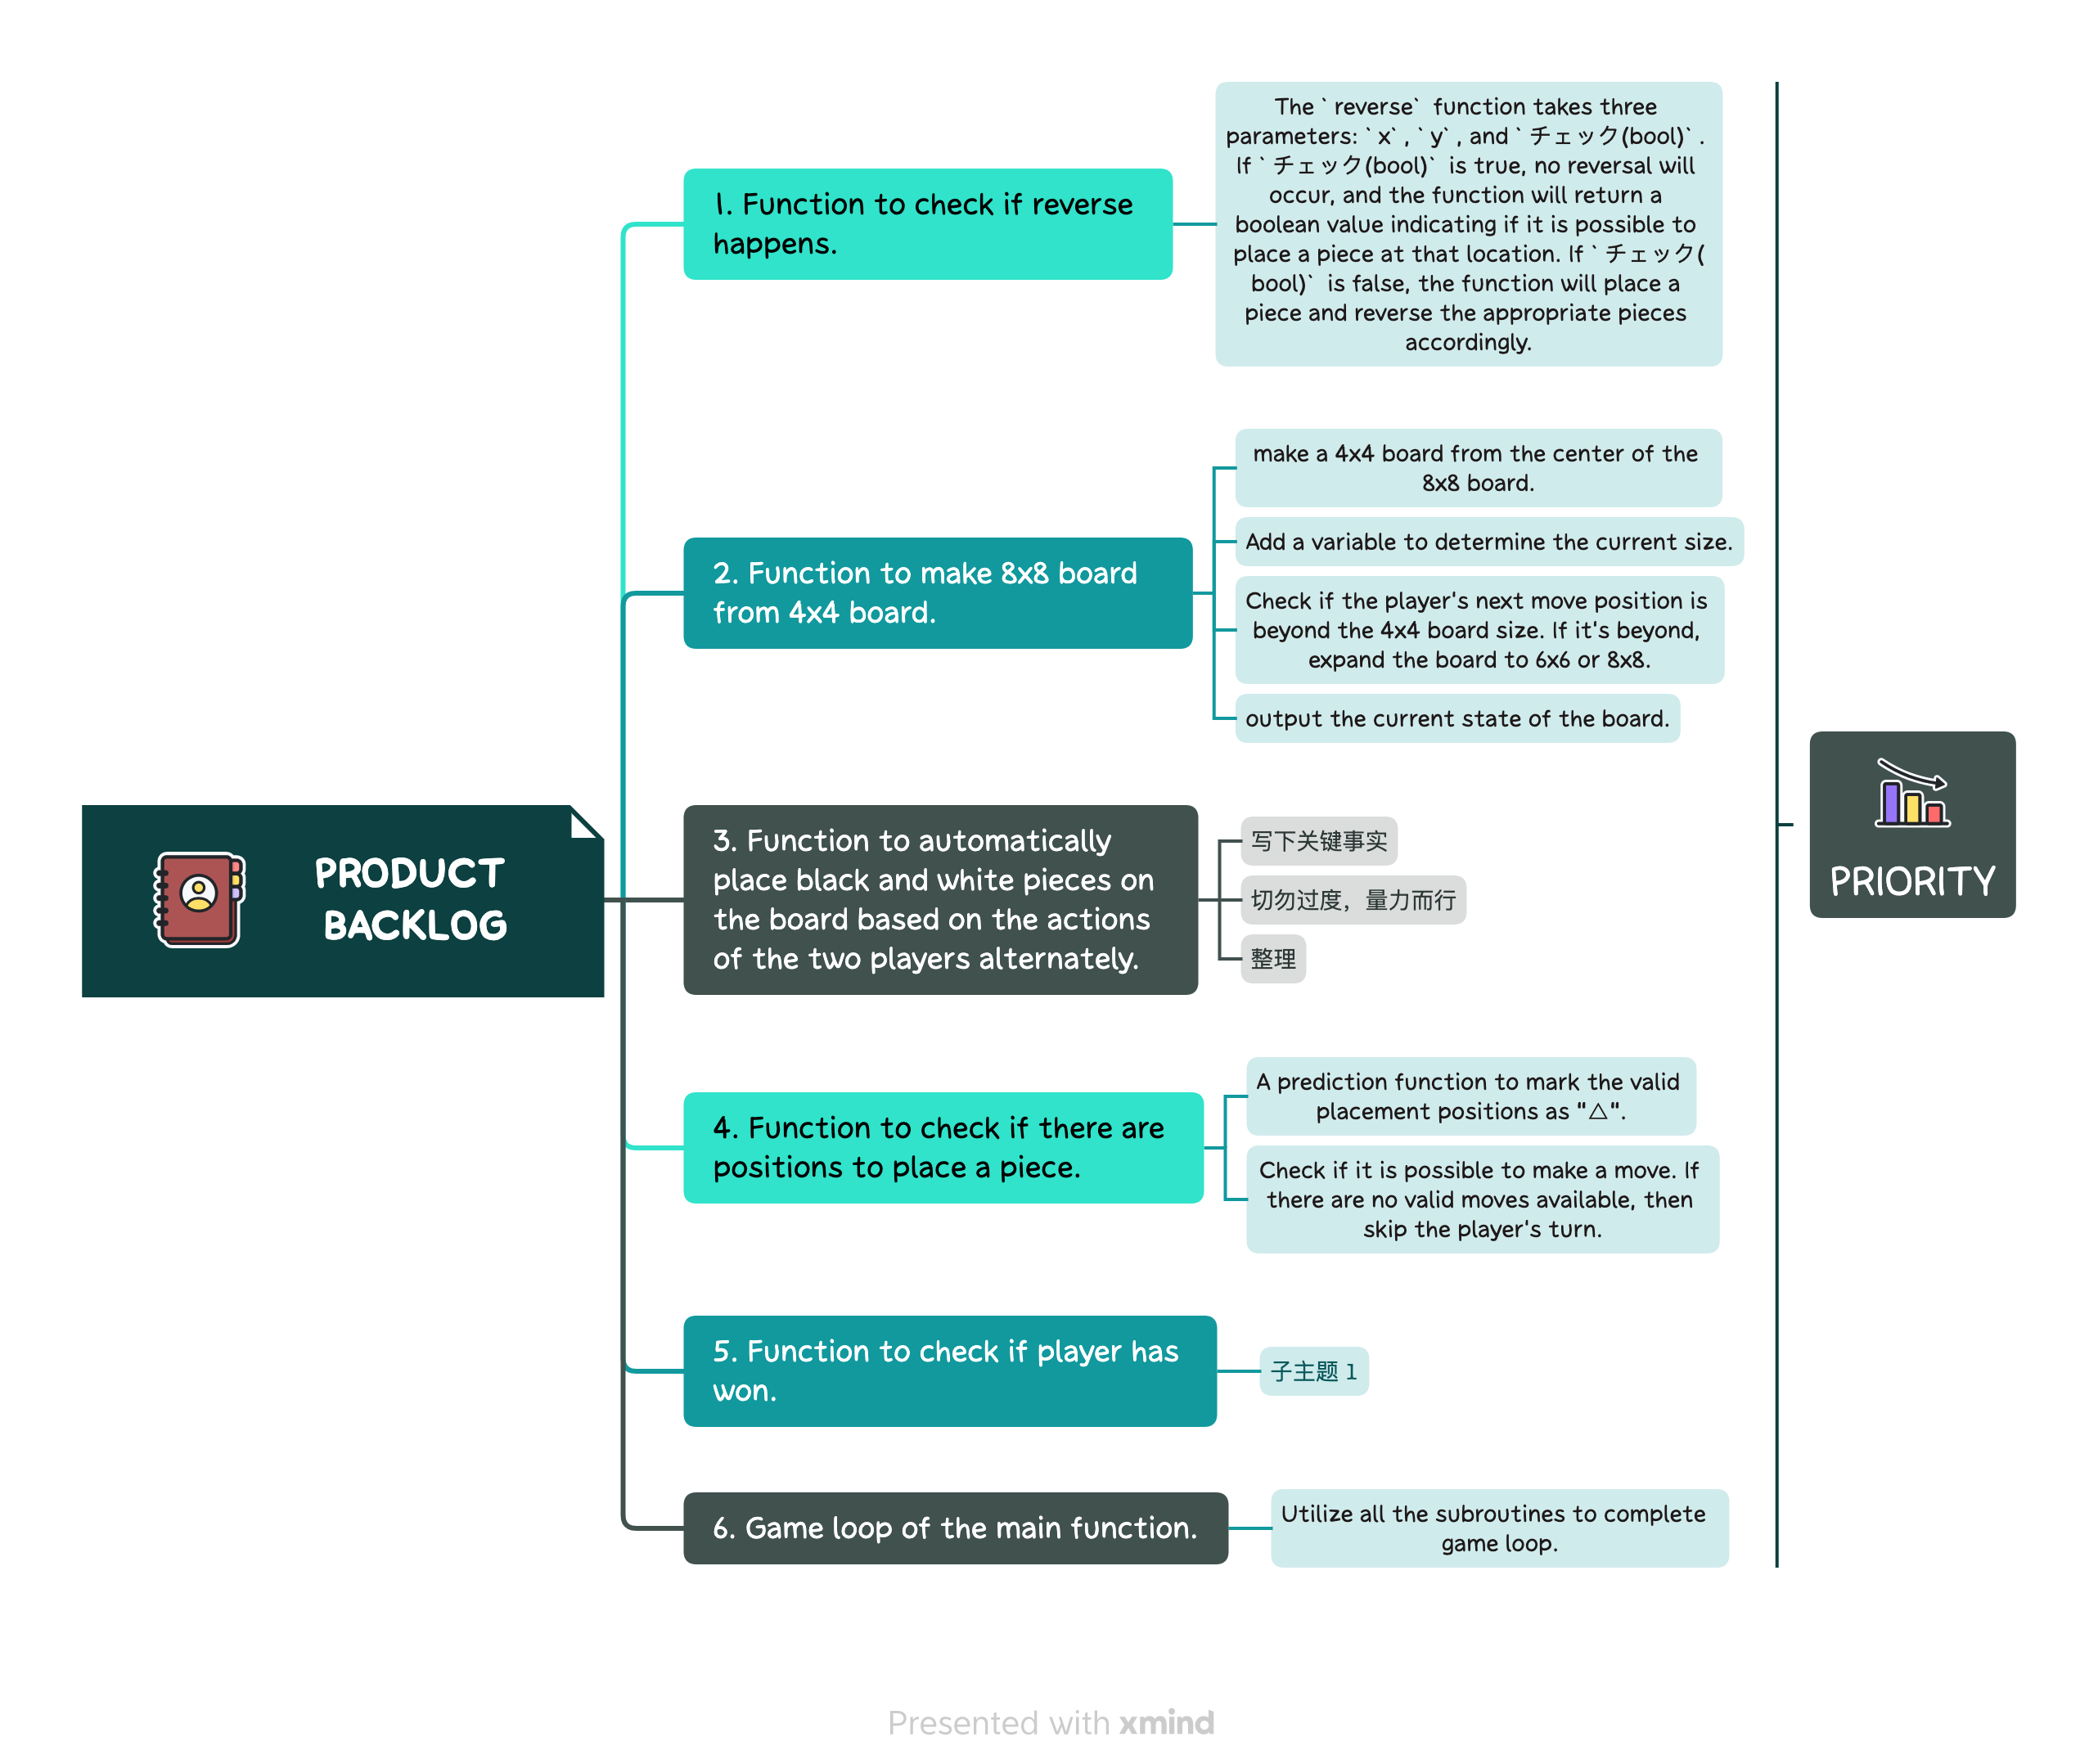 The ` reverse` function takes three
parameters: ` x` , ` y` , and ` チェック(bool)` .
If ` チェック(bool)` is true, no reversal will
occur, and the function will return a
boolean value indicating if it is possible to
place a piece at that location. If ` チェック(
bool)` is false, the function will place a
piece and reverse the appropriate pieces
accordingly.
1. Function to check if reverse
happens.
make a 4x4 board from the center of the
8x8 board.
Add a variable to determine the current size.
2. Function to make 8x8 board
from 4x4 board.
Check if the player's next move position is
beyond the 4x4 board size. If it's beyond,
expand the board to 6x6 or 8x8.
output the current state of the board.
PRODUCT
BACKLOG
3. Function to automatically
place black and white pieces on
the board based on the actions
of the two players alternately.
写下关键事实
切勿过度，量力而行
整理
PRIORITY
4. Function to check if there are
positions to place a piece.
A prediction function to mark the valid
placement positions as "△".
Check if it is possible to make a move. If
there are no valid moves available, then
skip the player's turn.
5. Function to check if player has
won.
子主题 1
6. Game loop of the main function.
Utilize all the subroutines to complete
game loop.
Presented with xmind